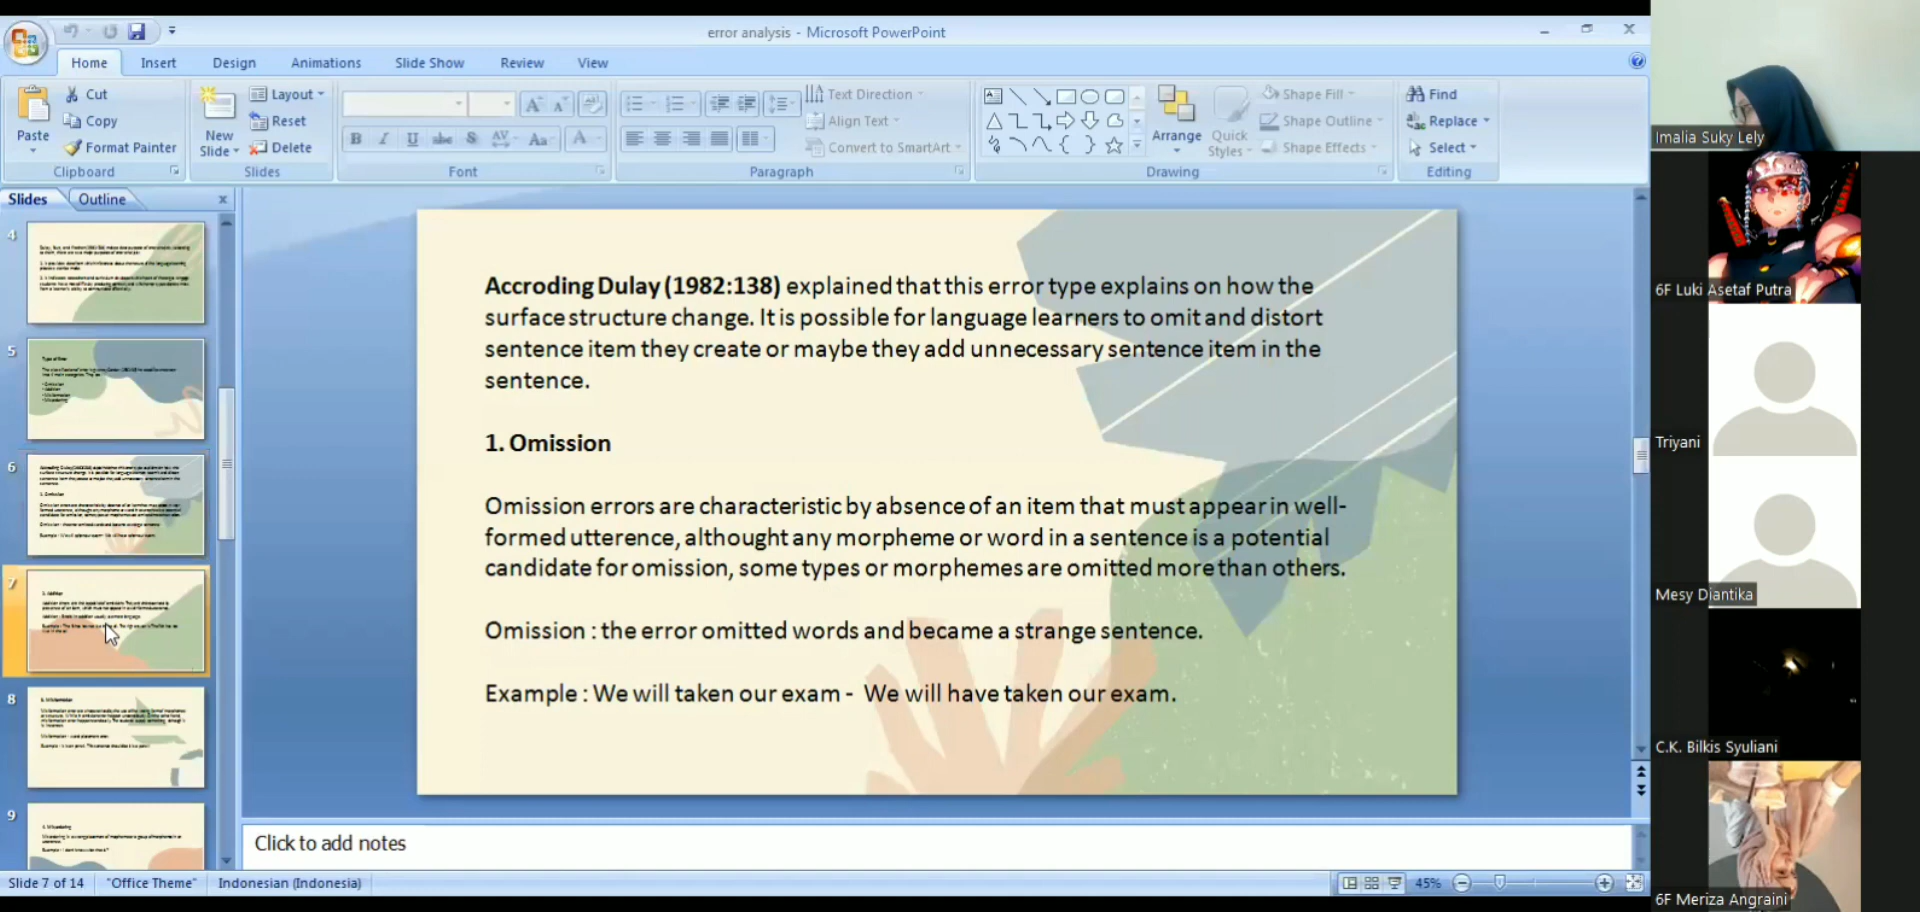 error analysis - Microsoft PowerPoint
Home Insert Design Animations Slide Show Review View
Paste
Cut
Copy
Format Painter
Clipboard
New Slide
Layout
Reset
Delete
Slides
Font
Text Direction
Align Text
Convert to SmartArt
Paragraph
Arrange
Quick Styles
Shape Fill
Shape Outline
Shape Effects
Drawing
Find
Replace
Select
Editing
Slides Outline
4
5
6
7
8
9
Accroding Dulay (1982:138) explained that this error type explains on how the
surface structure change. It is possible for language learners to omit and distort
sentence item they create or maybe they add unnecessary sentence item in the
sentence.
1. Omission
Omission errors are characteristic by absence of an item that must appear in well-
formed utterence, althought any morpheme or word in a sentence is a potential
candidate for omission, some types or morphemes are omitted more than others.
Omission : the error omitted words and became a strange sentence.
Example : We will taken our exam - We will have taken our exam.
Click to add notes
Slide 7 of 14 "Office Theme" Indonesian (Indonesia) 45%
Imalia Suky Lely
6F Luki Asetaf Putra
Triyani
Mesy Diantika
C.K. Bilkis Syuliani
6F Meriza Angraini